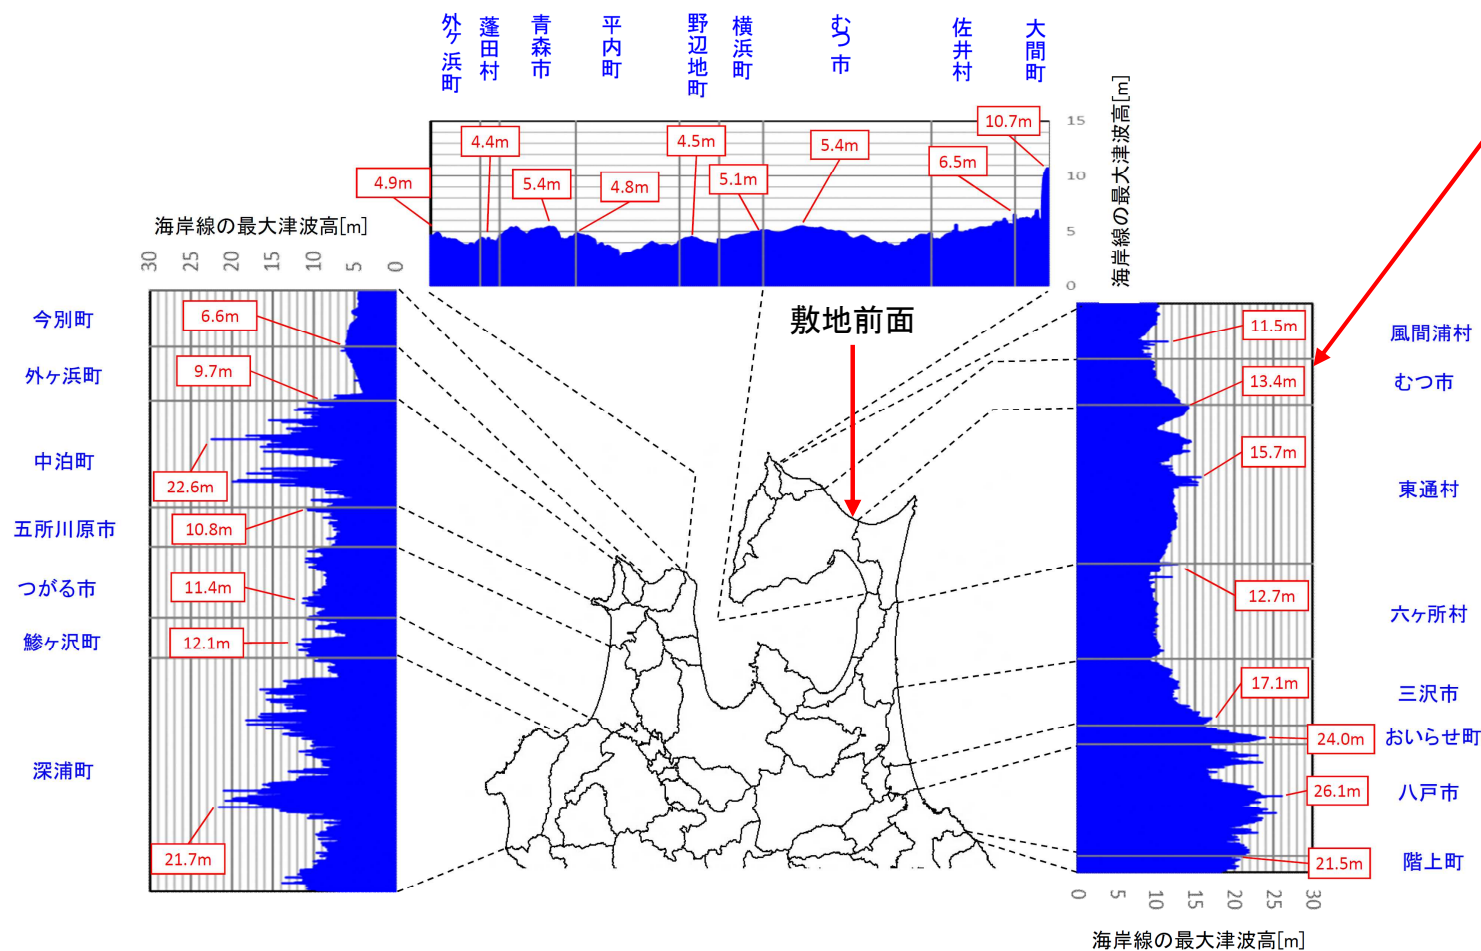 外ヶ浜町
蓬田村
青森市
平内町
野辺地町
横浜町
むつ市
佐井村
大間町
4.9m
4.4m
5.4m
4.8m
4.5m
5.1m
5.4m
6.5m
10.7m
15
10
5
0
海岸線の最大津波高[m]
海岸線の最大津波高[m]
30
25
20
15
10
5
0
今別町
外ヶ浜町
中泊町
五所川原市
つがる市
鰺ヶ沢町
深浦町
6.6m
9.7m
22.6m
10.8m
11.4m
12.1m
21.7m
敷地前面
11.5m
13.4m
15.7m
12.7m
17.1m
24.0m
26.1m
21.5m
風間浦村
むつ市
東通村
六ヶ所村
三沢市
おいらせ町
八戸市
階上町
0
5
10
15
20
25
30
海岸線の最大津波高[m]